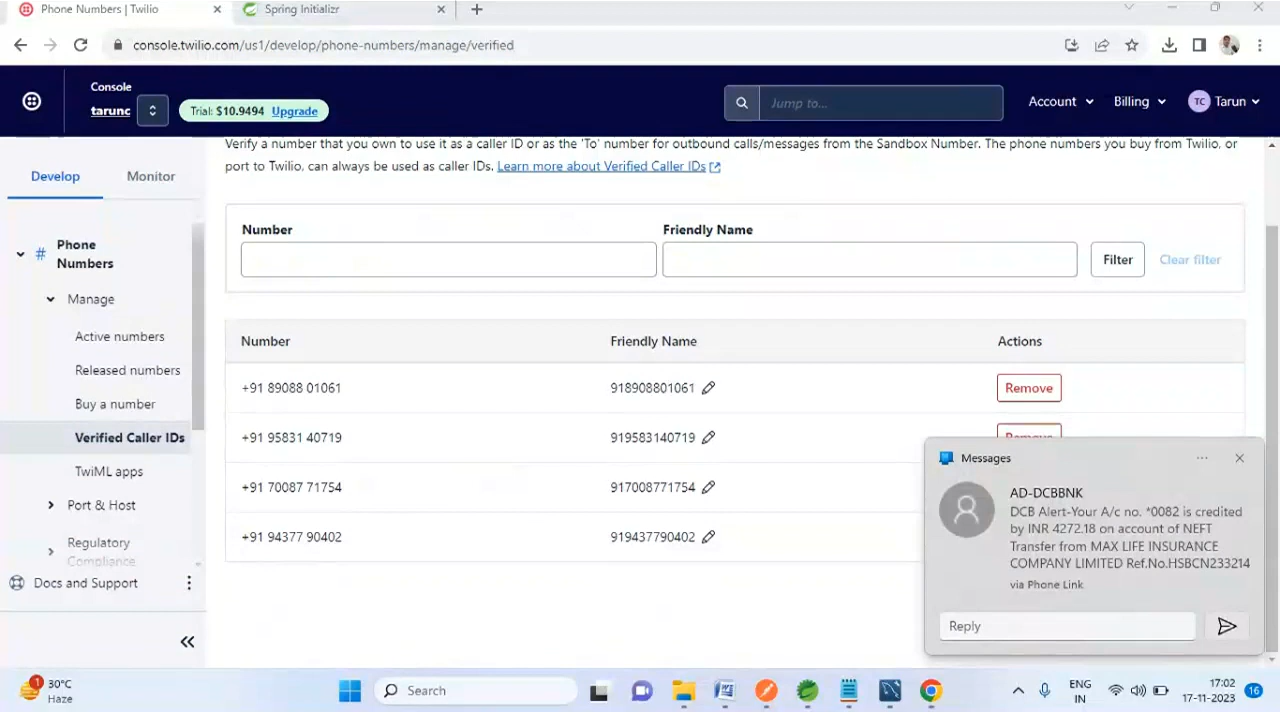 Phone Numbers | Twilio
Spring Initializr
console.twilio.com/us1/develop/phone-numbers/manage/verified
Console
tarunc
Trial: $10.9494 Upgrade
Jump to...
Account
Billing
TC
Tarun
Develop
Monitor
Verify a number that you own to use it as a caller ID or as the 'To' number for outbound calls/messages from the Sandbox Number. The phone numbers you buy from Twilio, or
port to Twilio, can always be used as caller IDs. Learn more about Verified Caller IDs
# Phone
Numbers
Manage
Active numbers
Released numbers
Buy a number
Verified Caller IDs
TwiML apps
Port & Host
Regulatory
Compliance
Docs and Support
Number
Friendly Name
Filter
Clear filter
Number
Friendly Name
Actions
+91 89088 01061
918908801061
Remove
+91 95831 40719
919583140719
Remove
+91 70087 71754
917008771754
+91 94377 90402
919437790402
Messages
AD-DCBBNK
DCB Alert-Your A/c no. *0082 is credited
by INR 4272.18 on account of NEFT
Transfer from MAX LIFE INSURANCE
COMPANY LIMITED Ref.No.HSBCN233214
via Phone Link
Reply
1
30°C
Haze
Search
ENG
IN
17:02
17-11-2023
16